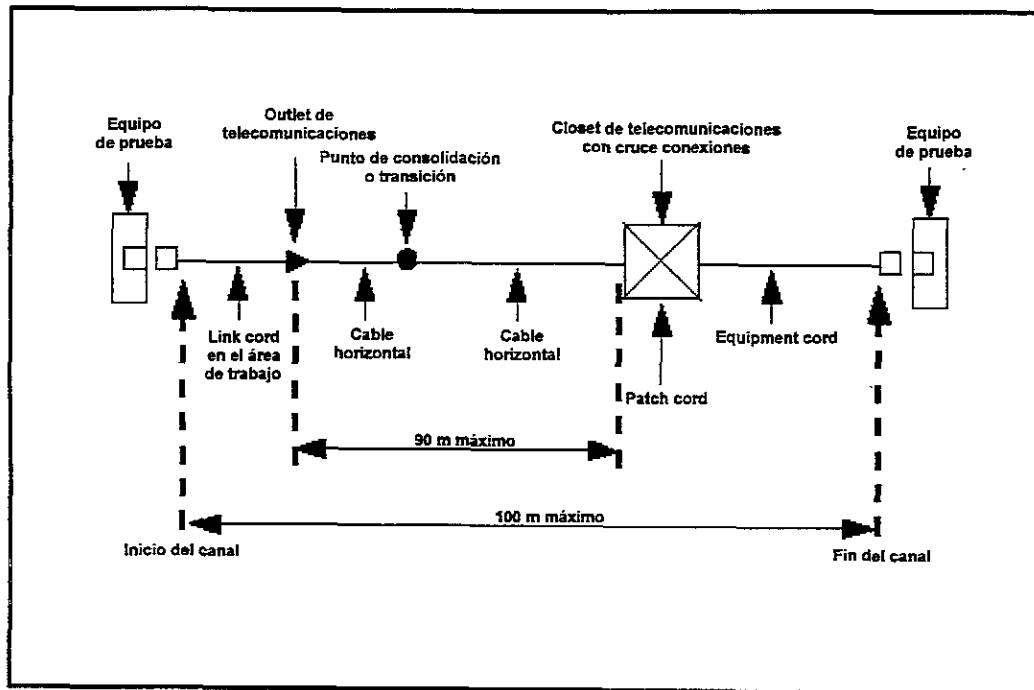 Equipo
de prueba
Outlet de
telecomunicaciones
Punto de consolidación
o transición
Closet de telecomunicaciones
con cruce conexiones
Equipo
de prueba
Link cord
en el área
de trabajo
Cable
horizontal
Cable
horizontal
Equipment cord
Patch cord
90 m máximo
100 m máximo
Inicio del canal
Fin del canal